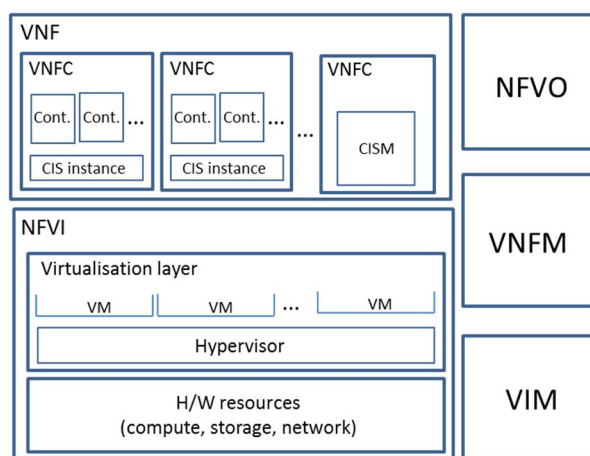 VNF
VNFC
Cont.
Cont.
...
CIS instance
VNFC
Cont.
Cont.
...
CIS instance
...
VNFC
CISM
NFVI
Virtualisation layer
VM
VM
...
VM
Hypervisor
H/W resources
(compute, storage, network)
NFVO
VNFM
VIM